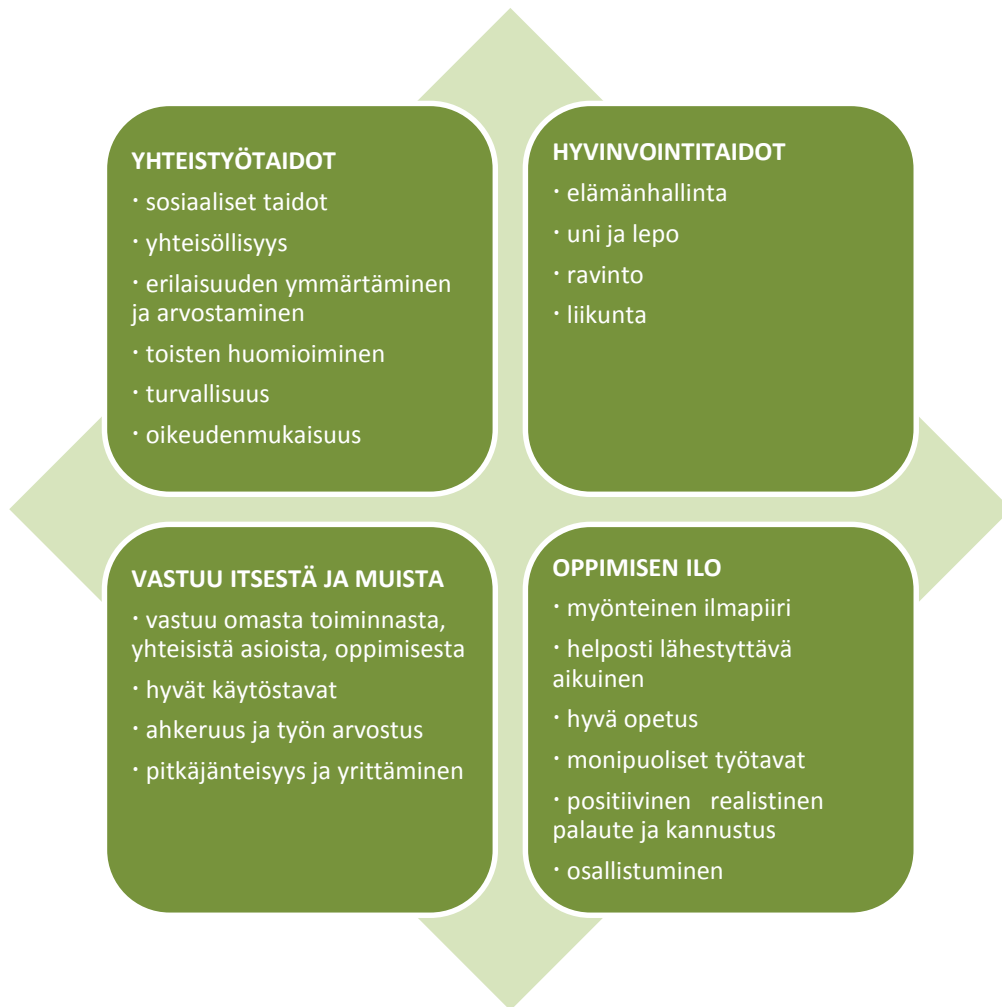 YHTEISTYÖTAIDOT
· sosiaaliset taidot
· yhteisöllisyys
· erilaisuuden ymmärtäminen
ja arvostaminen
· toisten huomioiminen
· turvallisuus
· oikeudenmukaisuus
HYVINVOINTITAIDOT
· elämänhallinta
· uni ja lepo
· ravinto
· liikunta
VASTUU ITSESTÄ JA MUISTA
· vastuu omasta toiminnasta,
yhteisistä asioista, oppimisesta
· hyvät käytöstavat
· ahkeruus ja työn arvostus
· pitkäjänteisyys ja yrittäminen
OPPIMISEN ILO
· myönteinen ilmapiiri
· helposti lähestyttävä
aikuinen
· hyvä opetus
· monipuoliset työtavat
· positiivinen   realistinen
palaute ja kannustus
· osallistuminen